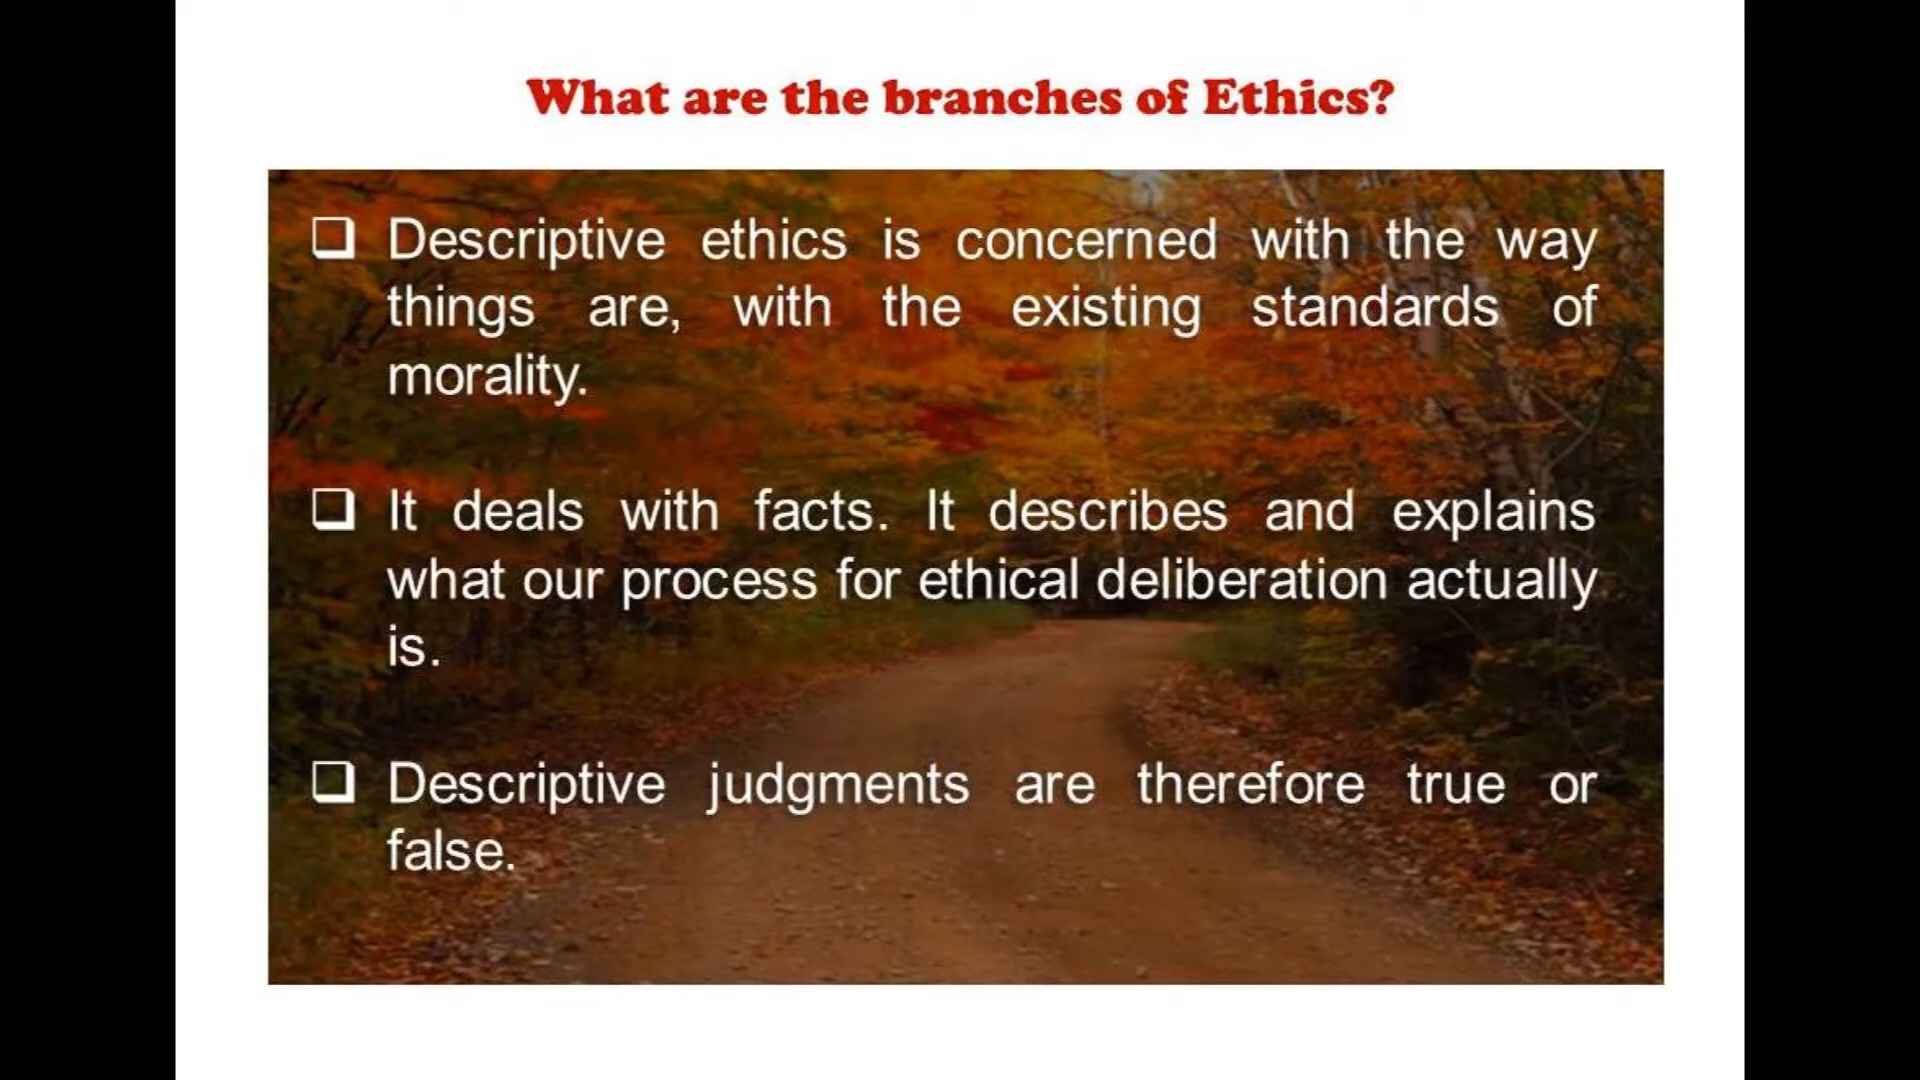 What are the branches of Ethics?
Descriptive ethics is concerned with the way
things are, with the existing standards of
morality.
It deals with facts. It describes and explains
what our process for ethical deliberation actually
is.
Descriptive judgments are therefore true or
false.